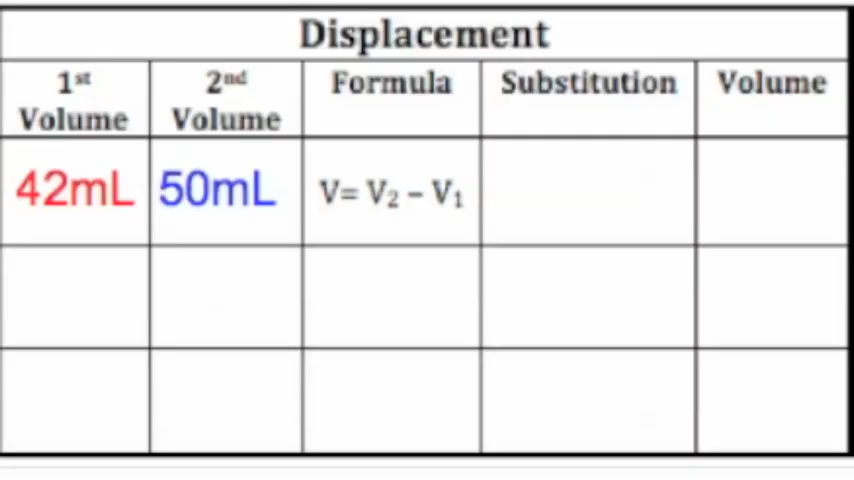 Displacement
1st Volume 2nd Volume Formula Substitution Volume
42mL 50mL V= V₂ – V₁